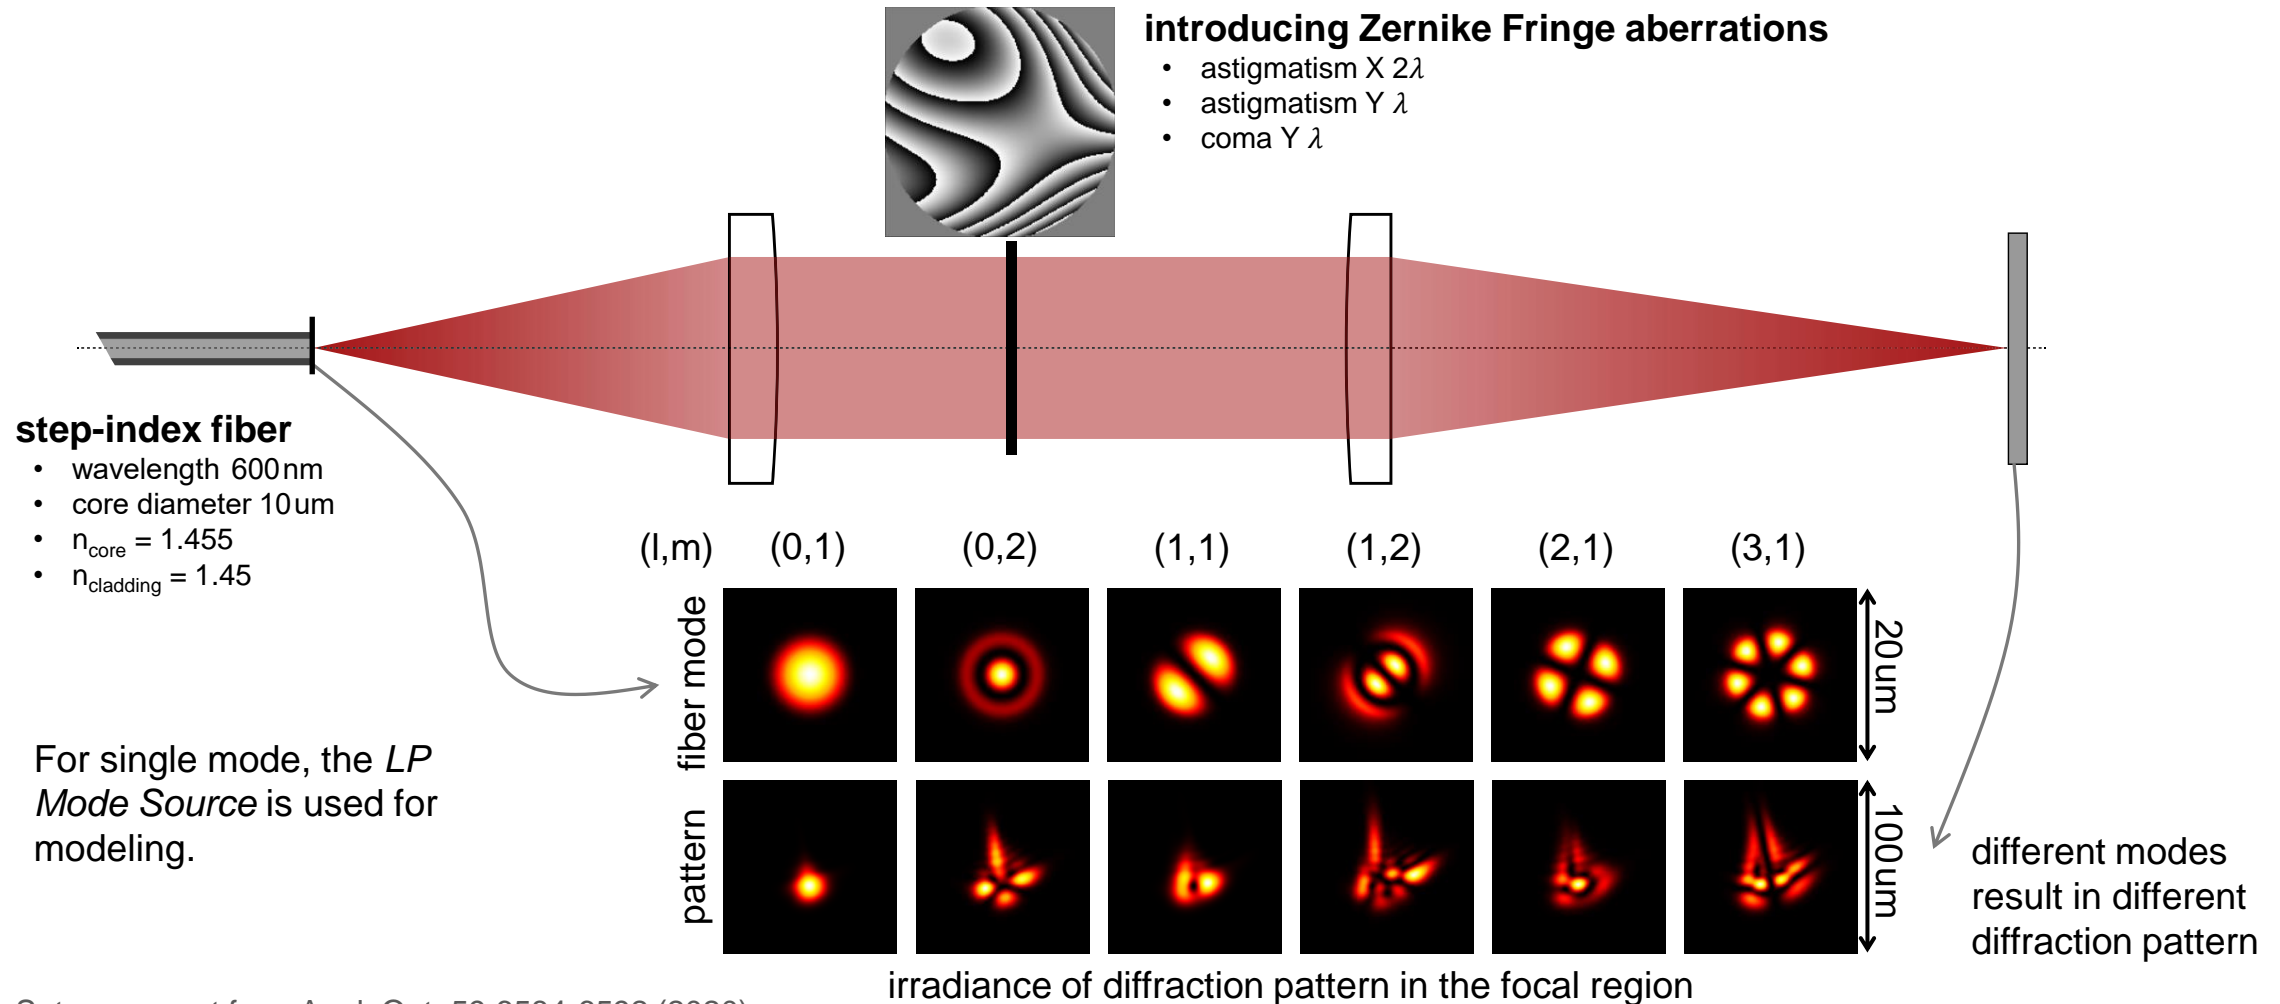 introducing Zernike Fringe aberrations
• astigmatism X 2λ
• astigmatism Y λ
• coma Y λ
step-index fiber
• wavelength 600nm
• core diameter 10um
• ncore = 1.455
• ncladding = 1.45
(l,m) (0,1) (0,2) (1,1) (1,2) (2,1) (3,1)
fiber mode
20um
For single mode, the LP
Mode Source is used for
modeling.
pattern
100um
different modes
result in different
diffraction pattern
irradiance of diffraction pattern in the focal region